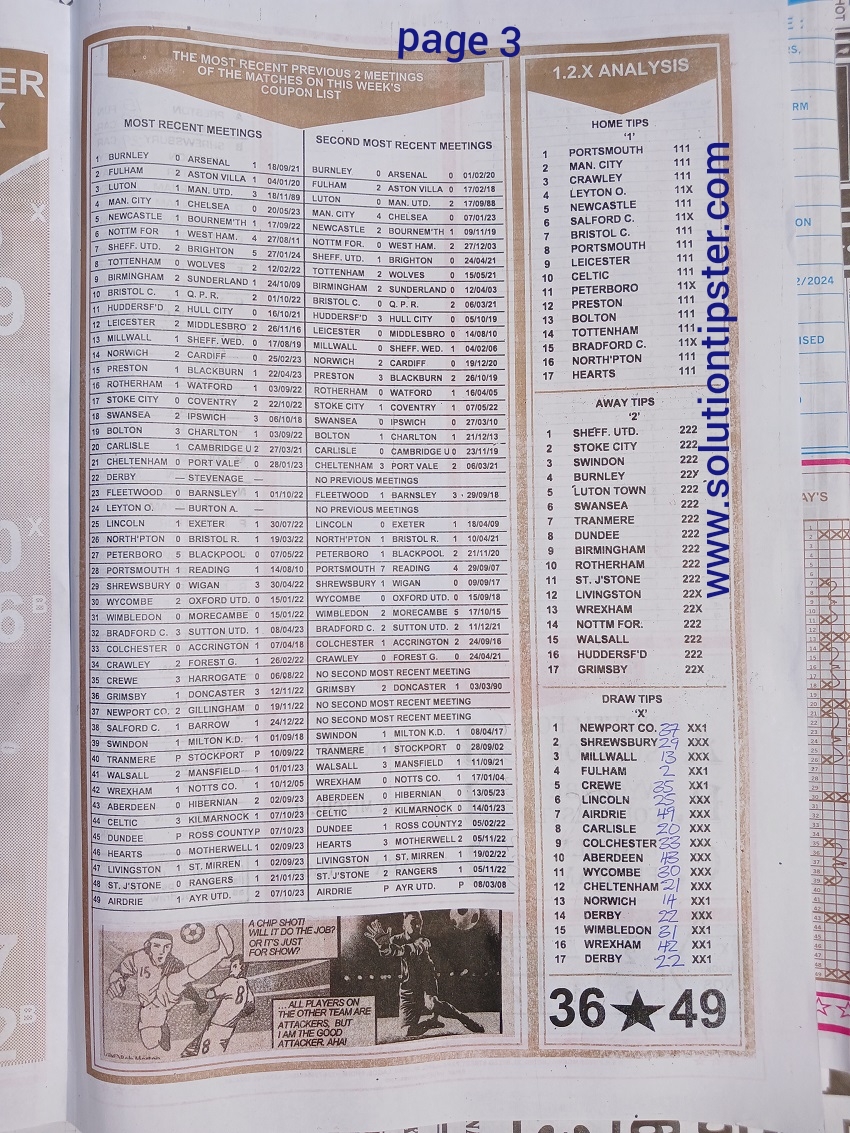 page 3
THE MOST RECENT PREVIOUS 2 MEETINGS
OF THE MATCHES ON THIS WEEK'S
COUPON LIST
MOST RECENT MEETINGS SECOND MOST RECENT MEETINGS
1 BURNLEY 0 ARSENAL 1 18/09/21 BURNLEY 0 ARSENAL 0 01/02/20
2 FULHAM 2 ASTON VILLA 1 04/01/20 FULHAM 2 ASTON VILLA 0 17/02/18
3 LUTON 1 MAN. UTD. 3 18/11/89 LUTON 0 MAN. UTD. 2 17/09/88
4 MAN. CITY 1 CHELSEA 0 20/05/23 MAN. CITY 4 CHELSEA 0 07/01/23
5 NEWCASTLE 1 BOURNEM'TH 1 17/09/22 NEWCASTLE 2 BOURNEM'TH 1 09/11/19
6 NOTTM FOR 1 WEST HAM. 4 27/08/11 NOTTM FOR. 0 WEST HAM. 2 27/12/03
7 SHEFF. UTD. 2 BRIGHTON 5 27/01/24 SHEFF. UTD. 1 BRIGHTON 0 24/04/21
8 TOTTENHAM 0 WOLVES 2 12/02/22 TOTTENHAM 2 WOLVES 0 15/05/21
9 BIRMINGHAM 2 SUNDERLAND 1 24/10/09 BIRMINGHAM 2 SUNDERLAND 0 12/04/03
10 BRISTOL C. 1 Q. P. R. 2 01/10/22 BRISTOL C. 0 Q. P. R. 2 06/03/21
11 HUDDERSF'D 2 HULL CITY 0 16/10/21 HUDDERSF'D 3 HULL CITY 0 05/10/19
12 LEICESTER 2 MIDDLESBRO 2 26/11/16 LEICESTER 0 MIDDLESBRO 0 14/08/10
13 MILLWALL 1 SHEFF. WED. 0 17/08/19 MILLWALL 0 SHEFF. WED. 1 04/02/06
14 NORWICH 2 CARDIFF 0 25/02/23 NORWICH 2 CARDIFF 0 19/12/20
15 PRESTON 1 BLACKBURN 1 22/04/23 PRESTON 3 BLACKBURN 2 26/10/19
16 ROTHERHAM 1 WATFORD 1 03/09/22 ROTHERHAM 0 WATFORD 1 16/04/05
17 STOKE CITY 0 COVENTRY 2 22/10/22 STOKE CITY 1 COVENTRY 1 07/05/22
18 SWANSEA 2 IPSWICH 3 06/10/18 SWANSEA 0 IPSWICH 0 27/03/10
19 BOLTON 3 CHARLTON 1 03/09/22 BOLTON 1 CHARLTON 1 21/12/13
20 CARLISLE 1 CAMBRIDGE U 2 27/03/21 CARLISLE 0 CAMBRIDGE U 0 23/11/19
21 CHELTENHAM 0 PORT VALE 0 28/01/23 CHELTENHAM 3 PORT VALE 2 06/03/21
22 DERBY — STEVENAGE — NO PREVIOUS MEETINGS
23 FLEETWOOD 0 BARNSLEY 1 01/10/22 FLEETWOOD 1 BARNSLEY 3 29/09/18
24 LEYTON O. — BURTON A. — NO PREVIOUS MEETINGS
25 LINCOLN 1 EXETER 1 30/07/22 LINCOLN 0 EXETER 1 18/04/09
26 NORTH'PTON 0 BRISTOL R. 1 19/03/22 NORTH'PTON 1 BRISTOL R. 1 10/04/21
27 PETERBORO 5 BLACKPOOL 0 07/05/22 PETERBORO 1 BLACKPOOL 2 21/11/20
28 PORTSMOUTH 1 READING 1 14/08/10 PORTSMOUTH 7 READING 4 29/09/07
29 SHREWSBURY 0 WIGAN 3 30/04/22 SHREWSBURY 1 WIGAN 0 09/09/17
30 WYCOMBE 2 OXFORD UTD. 0 15/01/22 WYCOMBE 0 OXFORD UTD. 0 15/09/18
31 WIMBLEDON 0 MORECAMBE 0 15/01/22 WIMBLEDON 2 MORECAMBE 5 17/10/15
32 BRADFORD C. 3 SUTTON UTD. 1 08/04/23 BRADFORD C. 2 SUTTON UTD. 2 11/12/21
33 COLCHESTER 0 ACCRINGTON 1 07/04/18 COLCHESTER 1 ACCRINGTON 2 24/09/16
34 CRAWLEY 2 FOREST G. 1 26/02/22 CRAWLEY 0 FOREST G. 0 24/04/21
35 CREWE 3 HARROGATE 0 06/08/22 NO SECOND MOST RECENT MEETING
36 GRIMSBY 1 DONCASTER 3 12/11/22 GRIMSBY 2 DONCASTER 1 03/03/90
37 NEWPORT CO. 2 GILLINGHAM 0 19/11/22 NO SECOND MOST RECENT MEETING
38 SALFORD C. 1 BARROW 1 24/12/22 NO SECOND MOST RECENT MEETING
39 SWINDON 1 MILTON K.D. 1 01/09/18 SWINDON 1 MILTON K.D. 1 08/04/17
40 TRANMERE P STOCKPORT P 10/09/22 TRANMERE 1 STOCKPORT 0 28/09/02
41 WALSALL 2 MANSFIELD 1 01/01/23 WALSALL 3 MANSFIELD 1 11/09/21
42 WREXHAM 1 NOTTS CO. 1 10/12/05 WREXHAM 0 NOTTS CO. 1 17/01/04
43 ABERDEEN 0 HIBERNIAN 2 02/09/23 ABERDEEN 0 HIBERNIAN 0 13/05/23
44 CELTIC 3 KILMARNOCK 1 07/10/23 CELTIC 2 KILMARNOCK 0 14/01/23
45 DUNDEE P ROSS COUNTY P 07/10/23 DUNDEE 1 ROSS COUNTY 2 05/02/22
46 HEARTS 0 MOTHERWELL 1 02/09/23 HEARTS 3 MOTHERWELL 2 05/11/22
47 LIVINGSTON 1 ST. MIRREN 1 02/09/23 LIVINGSTON 1 ST. MIRREN 1 19/02/22
48 ST. J'STONE 0 RANGERS 1 21/01/23 ST. J'STONE 2 RANGERS 1 05/11/22
49 AIRDRIE 1 AYR UTD. 2 07/10/23 AIRDRIE P AYR UTD. P 08/03/08
A CHIP SHOT!
WILL IT DO THE JOB?
OR IT'S JUST
FOR SHOW?
... ALL PLAYERS ON
THE OTHER TEAM ARE
ATTACKERS, BUT
I AM THE GOOD
ATTACKER. AHA!
15
8
8
1.2.X ANALYSIS
HOME TIPS
'1'
1 PORTSMOUTH 111
2 MAN. CITY 111
3 CRAWLEY 111
4 LEYTON O. 11X
5 NEWCASTLE 111
6 SALFORD C. 11X
7 BRISTOL C. 111
8 PORTSMOUTH 111
9 LEICESTER 111
10 CELTIC 111
11 PETERBORO 11X
12 PRESTON 111
13 BOLTON 111
14 TOTTENHAM 111
15 BRADFORD C. 11X
16 NORTH'PTON 111
17 HEARTS 111
AWAY TIPS
'2'
1 SHEFF. UTD. 222
2 STOKE CITY 222
3 SWINDON 222
4 BURNLEY 22X
5 LUTON TOWN 222
6 SWANSEA 222
7 TRANMERE 222
8 DUNDEE 222
9 BIRMINGHAM 222
10 ROTHERHAM 222
11 ST. J'STONE 222
12 LIVINGSTON 22X
13 WREXHAM 22X
14 NOTTM FOR. 222
15 WALSALL 222
16 HUDDERSF'D 222
17 GRIMSBY 22X
DRAW TIPS
'X'
1 NEWPORT CO. 37 XX1
2 SHREWSBURY 29 XXX
3 MILLWALL 13 XXX
4 FULHAM 2 XX1
5 CREWE 35 XX1
6 LINCOLN 25 XXX
7 AIRDRIE 49 XXX
8 CARLISLE 20 XXX
9 COLCHESTER 33 XXX
10 ABERDEEN 43 XXX
11 WYCOMBE 30 XXX
12 CHELTENHAM 21 XXX
13 NORWICH 14 XX1
14 DERBY 22 XXX
15 WIMBLEDON 31 XX1
16 WREXHAM 42 XX1
17 DERBY 22 XX1
36★49
www.solutiontipster.com